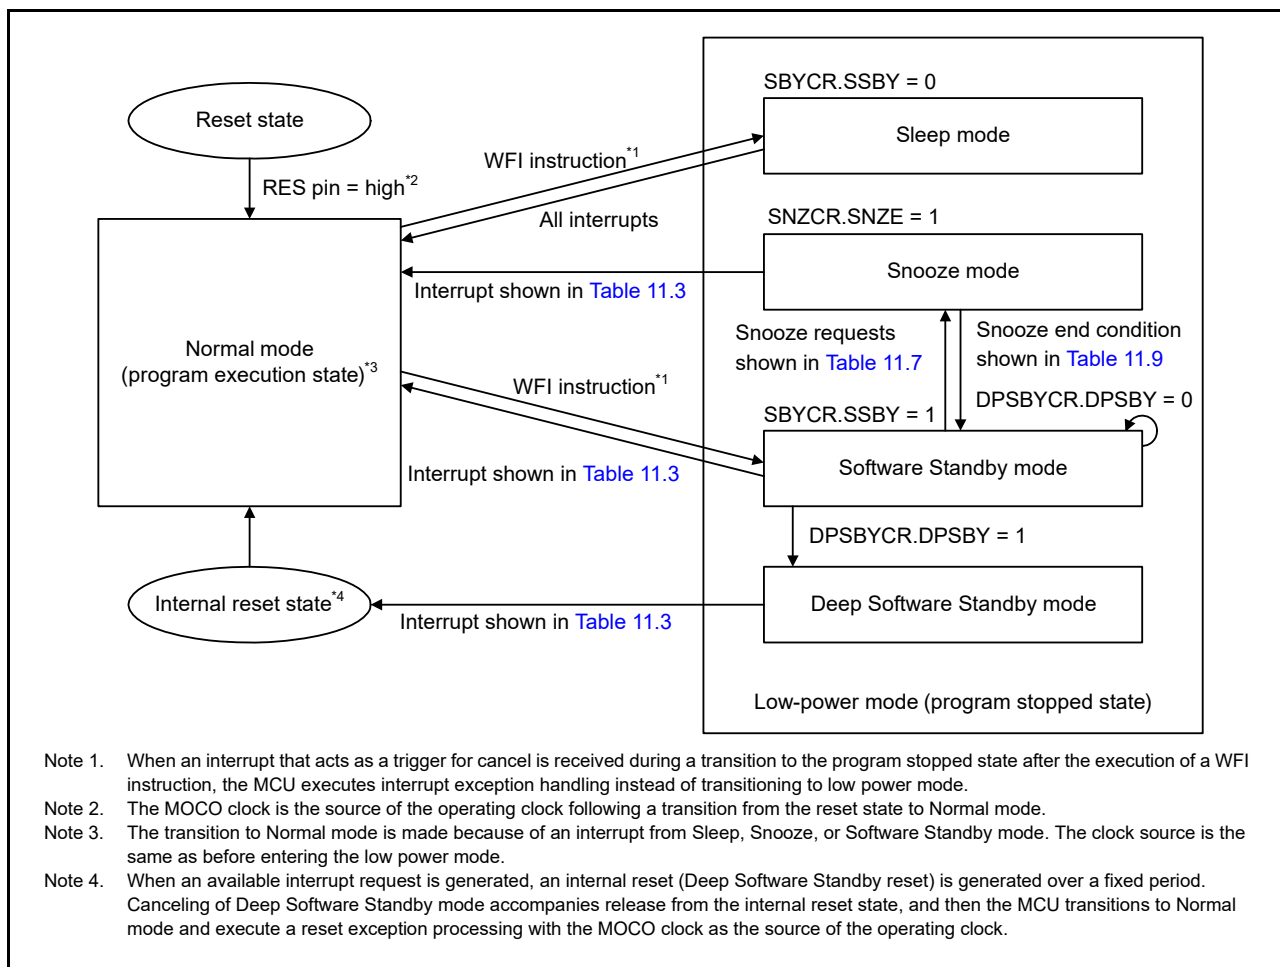 SBYCR.SSBY = 0
Reset state
Sleep mode
WFI instruction*1
RES pin = high*2
All interrupts
SNZCR.SNZE = 1
Snooze mode
Interrupt shown in Table 11.3
Snooze requests
shown in Table 11.7
Snooze end condition
shown in Table 11.9
Normal mode
(program execution state)*3
WFI instruction*1
DPSBYCR.DPSBY = 0
SBYCR.SSBY = 1
Software Standby mode
Interrupt shown in Table 11.3
DPSBYCR.DPSBY = 1
Internal reset state*4
Deep Software Standby mode
Interrupt shown in Table 11.3
Low-power mode (program stopped state)
Note 1. When an interrupt that acts as a trigger for cancel is received during a transition to the program stopped state after the execution of a WFI
instruction, the MCU executes interrupt exception handling instead of transitioning to low power mode.
Note 2. The MOCO clock is the source of the operating clock following a transition from the reset state to Normal mode.
Note 3. The transition to Normal mode is made because of an interrupt from Sleep, Snooze, or Software Standby mode. The clock source is the
same as before entering the low power mode.
Note 4. When an available interrupt request is generated, an internal reset (Deep Software Standby reset) is generated over a fixed period.
Canceling of Deep Software Standby mode accompanies release from the internal reset state, and then the MCU transitions to Normal
mode and execute a reset exception processing with the MOCO clock as the source of the operating clock.